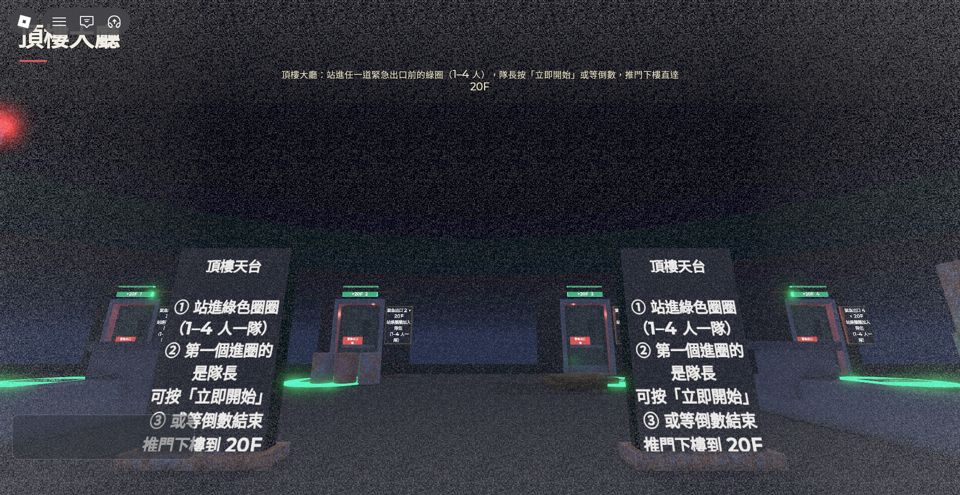 頂樓大廳
頂樓大廳：站進任一道緊急出口前的綠圈（1–4 人），隊長按「立即開始」或等倒數，推門下樓直達
20F
頂樓天台
① 站進綠色圈圈
（1–4 人一隊）
② 第一個進圈的
是隊長
可按「立即開始」
③ 或等倒數結束
推門下樓到 20F
頂樓天台
① 站進綠色圈圈
（1–4 人一隊）
② 第一個進圈的
是隊長
可按「立即開始」
③ 或等倒數結束
推門下樓到 20F